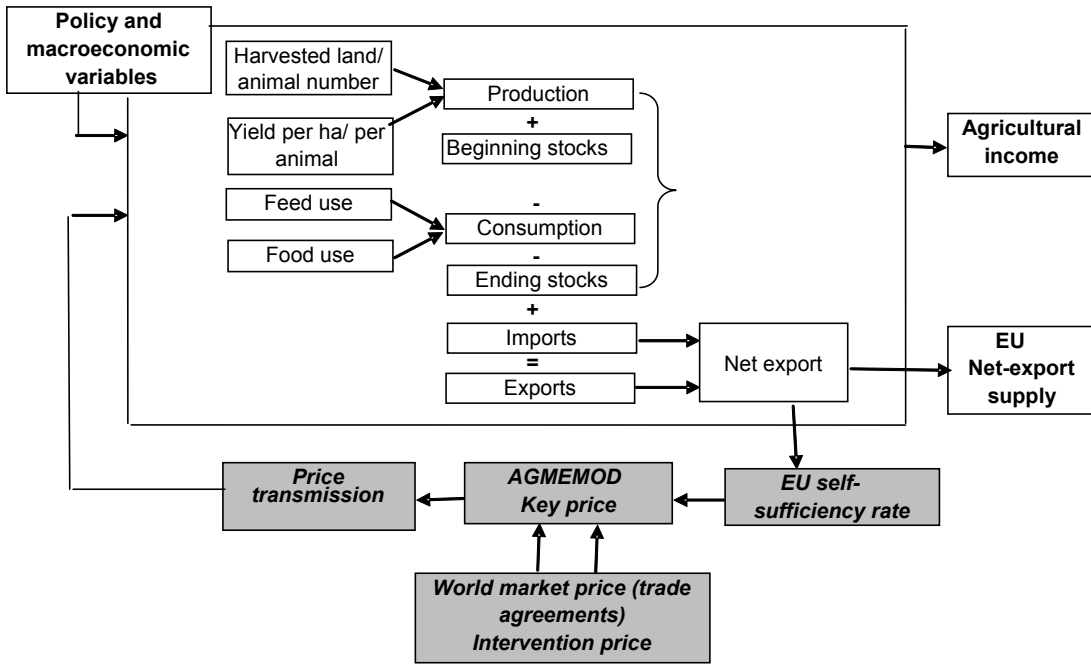 Policy and
macroeconomic
variables
Harvested land/
animal number
Yield per ha/ per
animal
Feed use
Food use
Production
+
Beginning stocks
-
Consumption
-
Ending stocks
+
Imports
=
Exports
Net export
Agricultural
income
EU
Net-export
supply
Price
transmission
AGMEMOD
Key price
EU self-
sufficiency rate
World market price (trade
agreements)
Intervention price